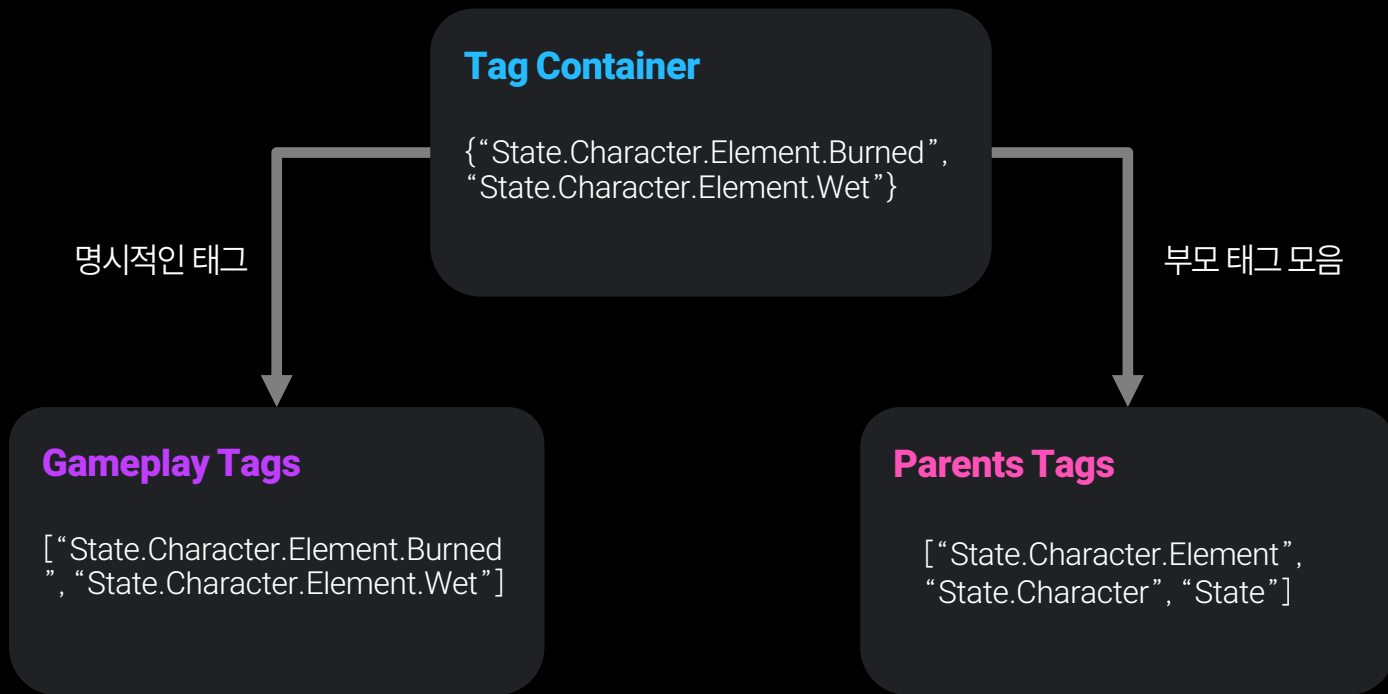 Tag Container
{“State.Character.Element.Burned”,
“State.Character.Element.Wet”}
명시적인 태그
부모 태그 모음
Gameplay Tags
[“State.Character.Element.Burned
”, “State.Character.Element.Wet”]
Parents Tags
[“State.Character.Element”,
“State.Character”, “State”]